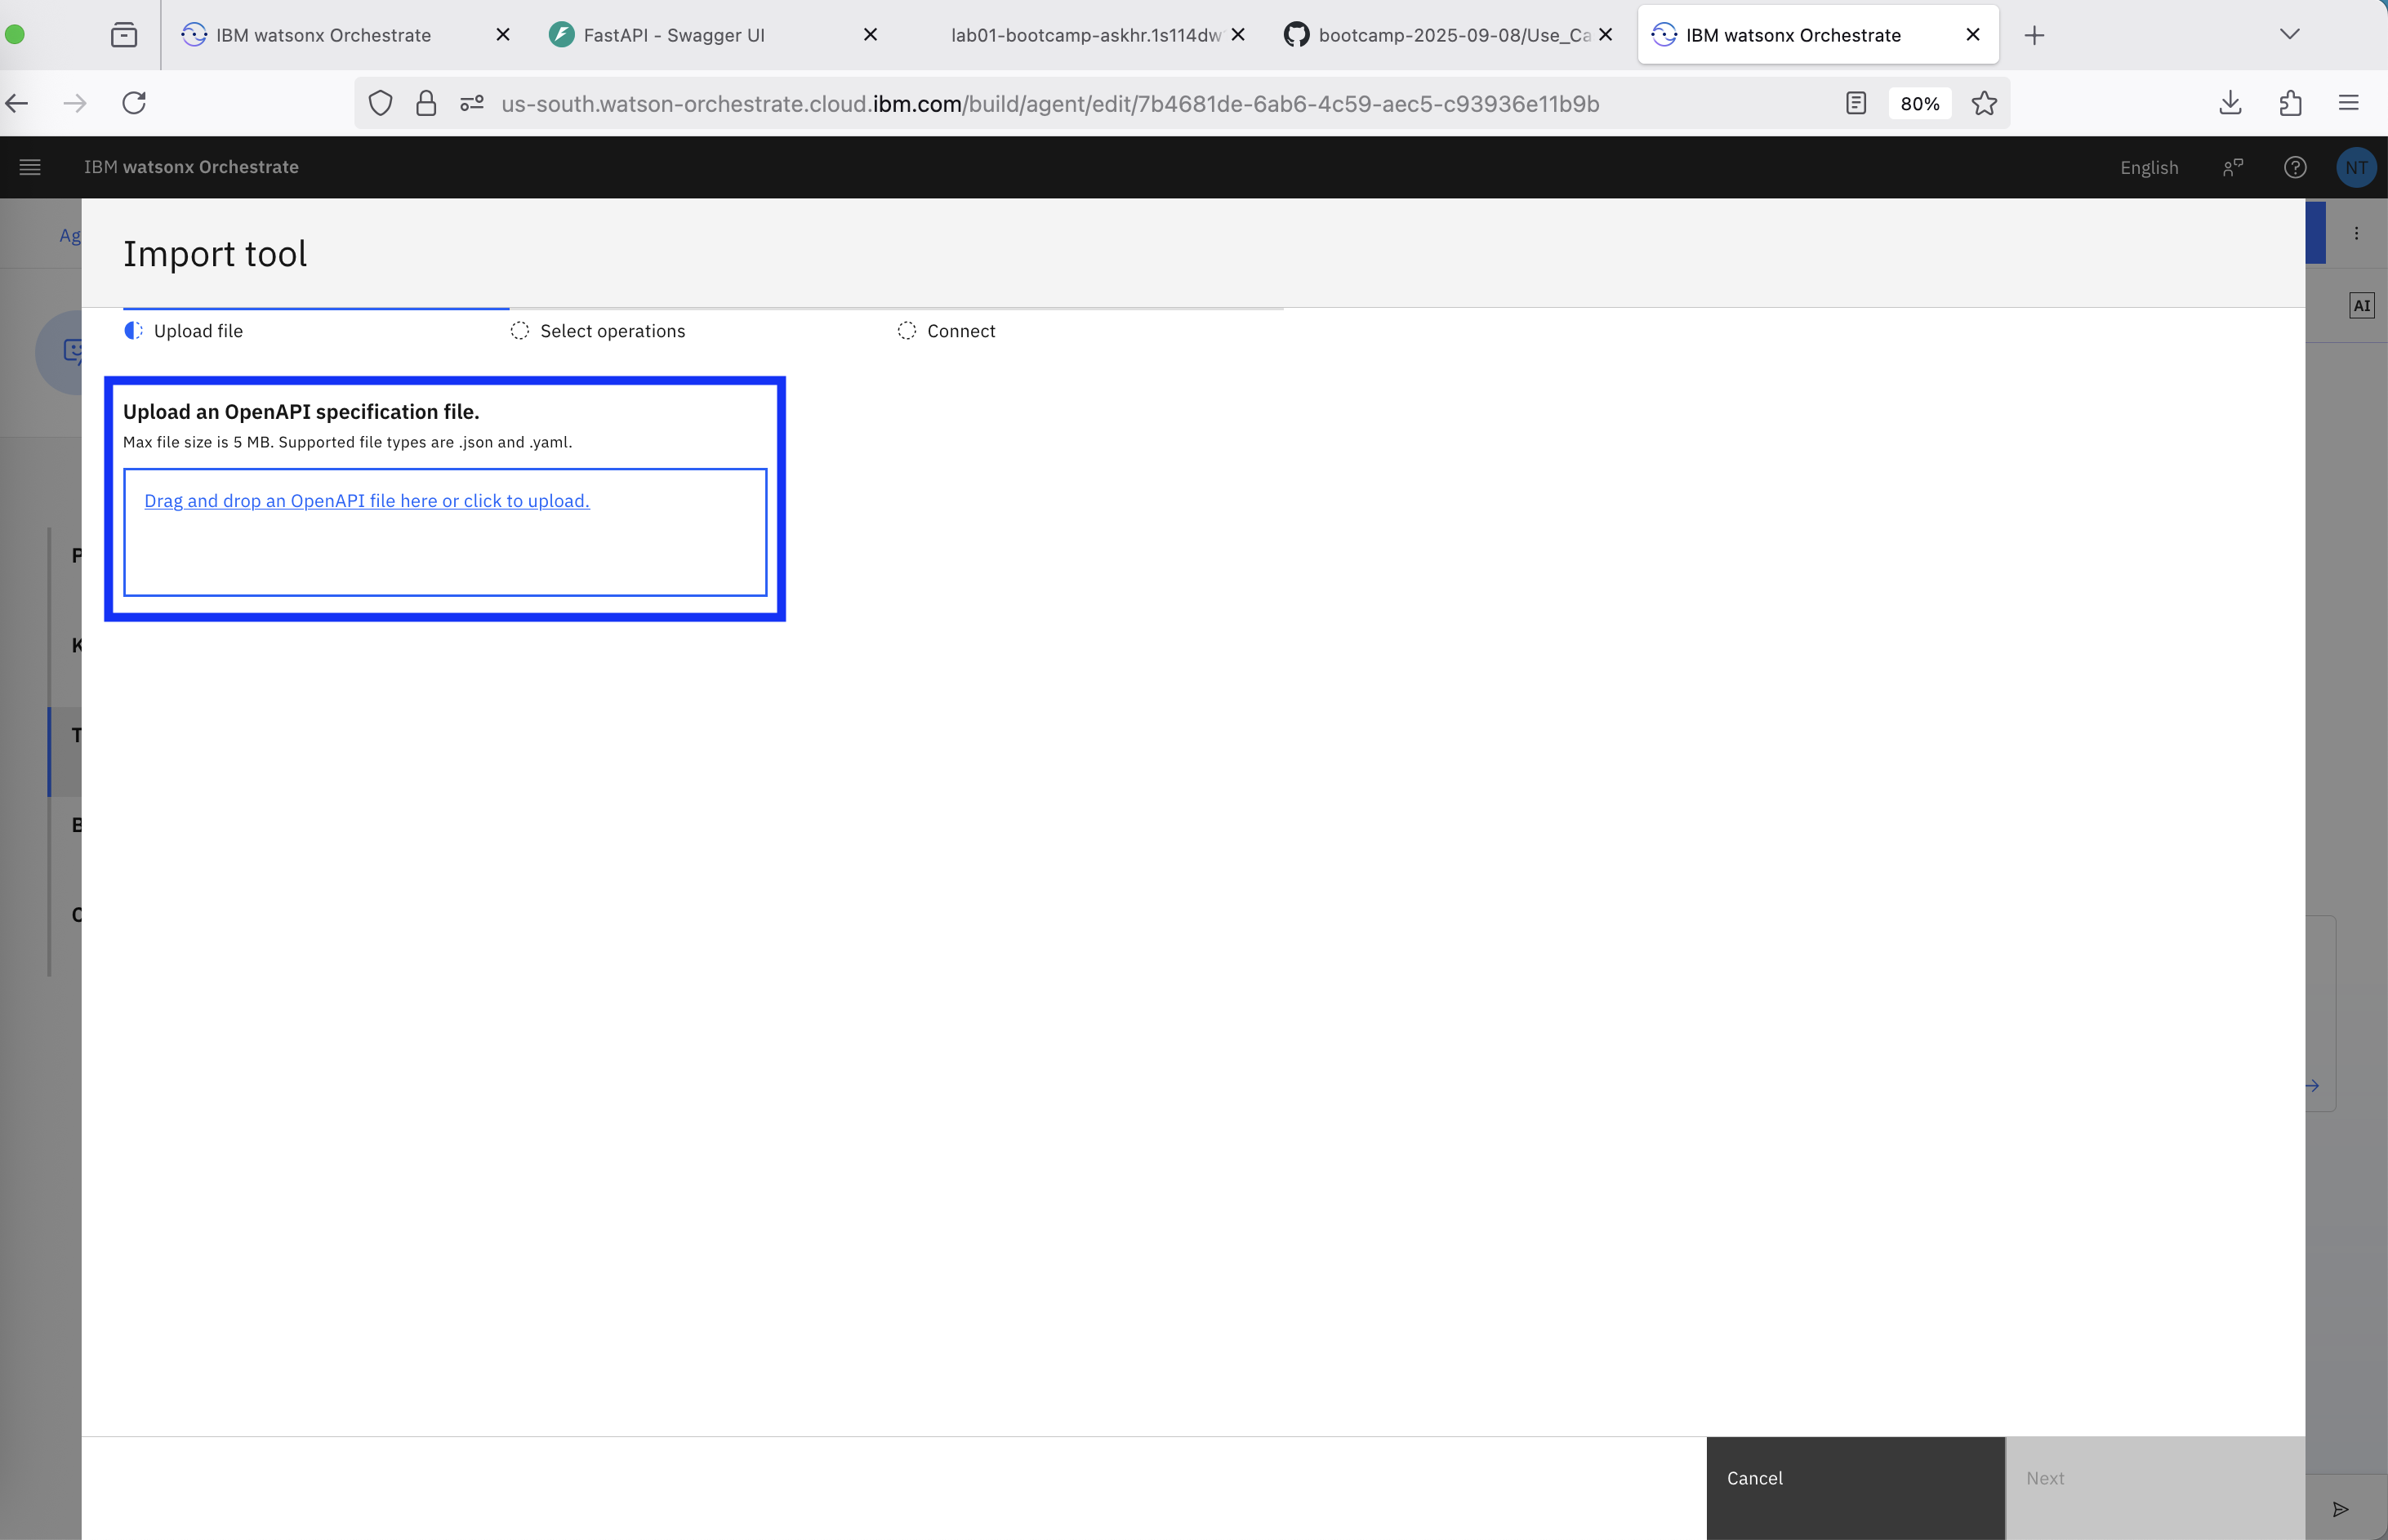 IBM watsonx Orchestrate
FastAPI - Swagger UI
lab01-bootcamp-askhr.1s114dw
bootcamp-2025-09-08/Use_Ca
IBM watsonx Orchestrate
us-south.watson-orchestrate.cloud.ibm.com/build/agent/edit/7b4681de-6ab6-4c59-aec5-c93936e11b9b
80%
IBM watsonx Orchestrate
English
NT
Ag
Import tool
AI
Upload file
Select operations
Connect
Upload an OpenAPI specification file.
Max file size is 5 MB. Supported file types are .json and .yaml.
Drag and drop an OpenAPI file here or click to upload.
P
K
T
B
Cancel
Next